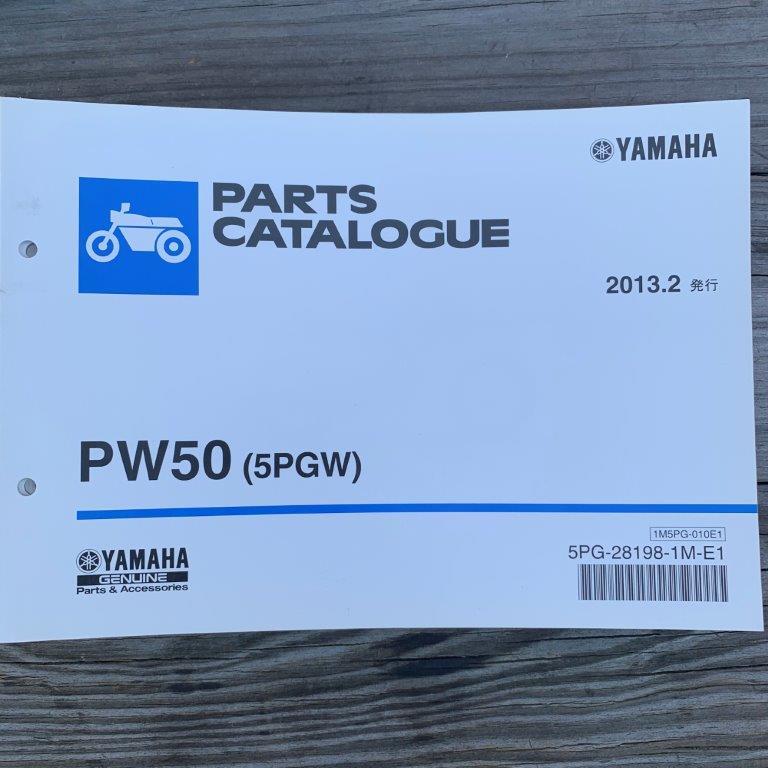 YAMAHA
PARTS
CATALOGUE
2013.2 発行
PW50 (5PGW)
YAMAHA
GENUINE
Parts & Accessories
1M5PG-010E1
5PG-28198-1M-E1